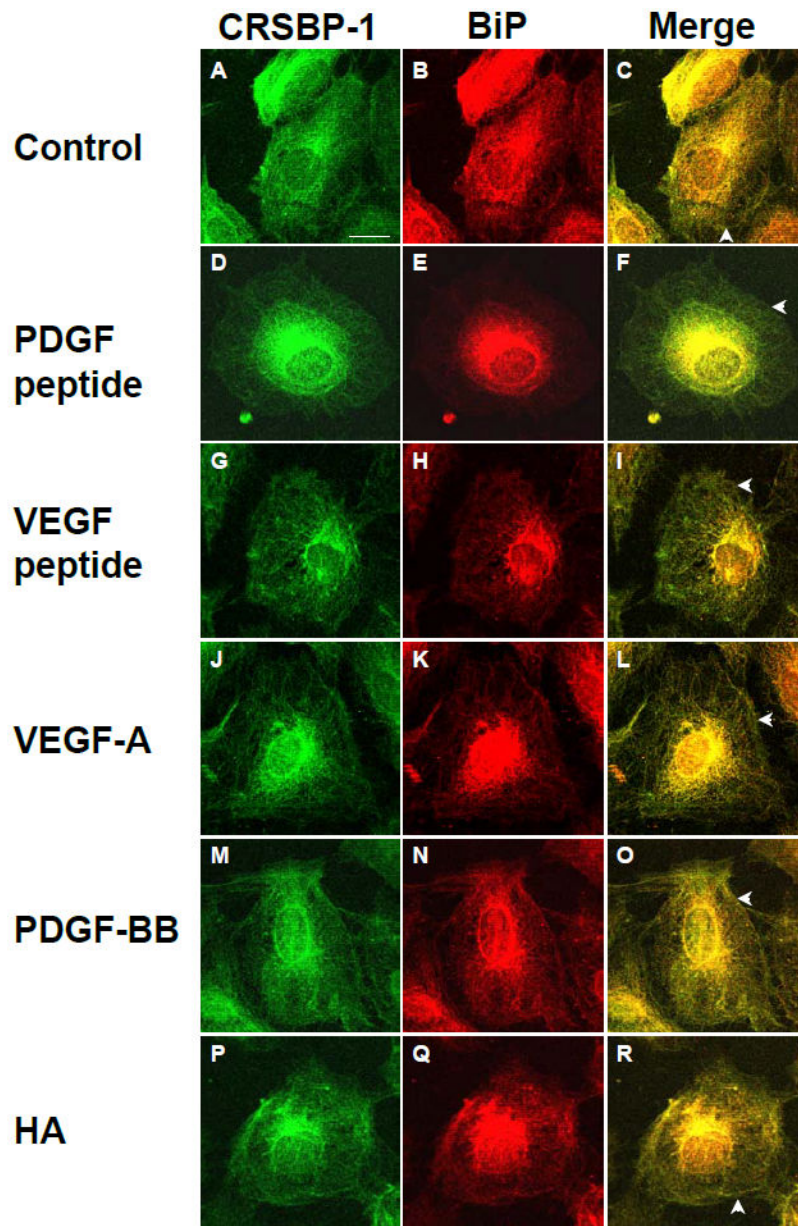 CRSBP-1 BiP Merge
Control A B C
PDGF
peptide D E F
VEGF
peptide G H I
VEGF-A J K L
PDGF-BB M N O
HA P Q R